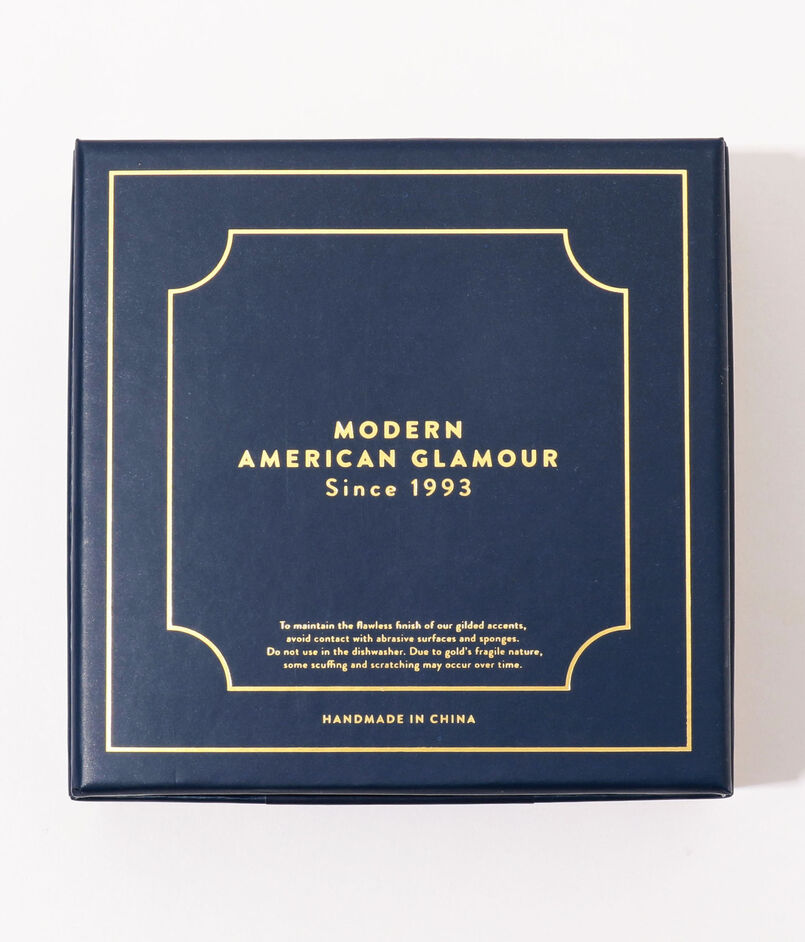 MODERN
AMERICAN GLAMOUR
Since 1993
To maintain the flawless finish of our gilded accents,
avoid contact with abrasive surfaces and sponges.
Do not use in the dishwasher. Due to gold's fragile nature,
some scuffing and scratching may occur over time.
HANDMADE IN CHINA